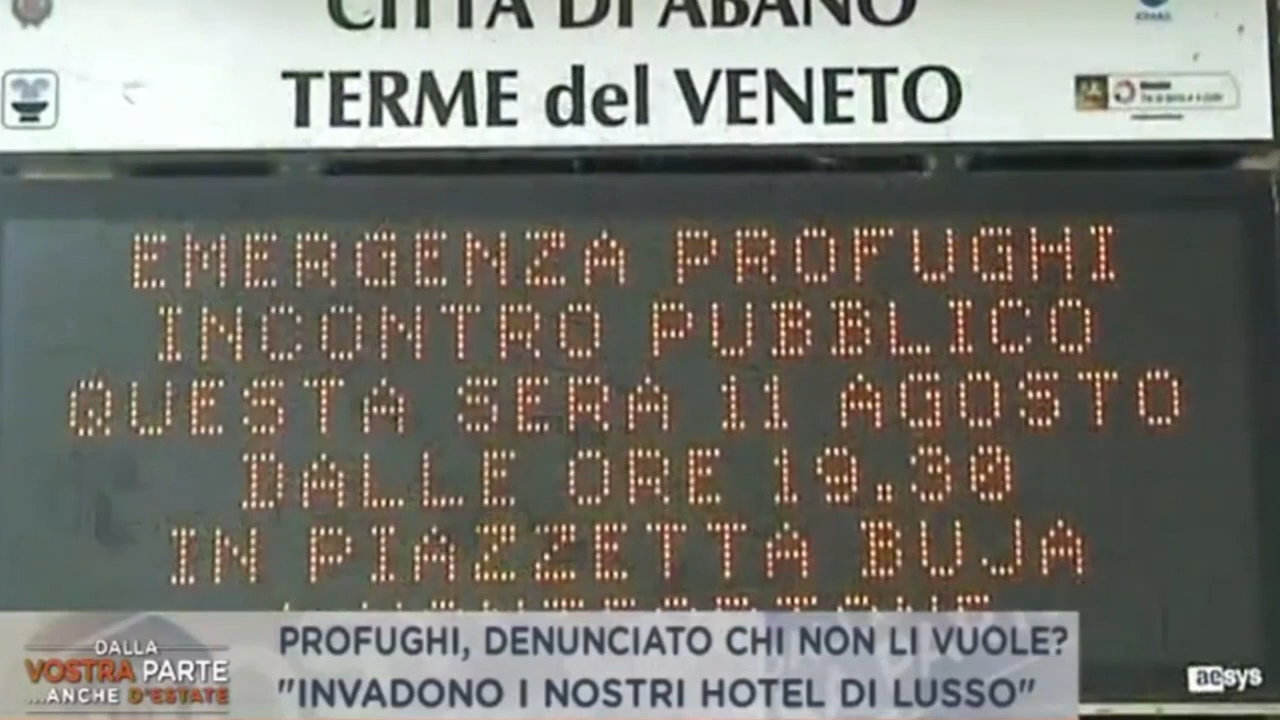 CITTÀ DI ABANO
TERME del VENETO
EMERGENZA PROFUGHI
INCONTRO PUBBLICO
QUESTA SERA 11 AGOSTO
DALLE ORE 19.30
IN PIAZZETTA BUJA
DALLA
VOSTRA PARTE
...ANCHE D'ESTATE
PROFUGHI, DENUNCIATO CHI NON LI VUOLE?
"INVADONO I NOSTRI HOTEL DI LUSSO"
aesys